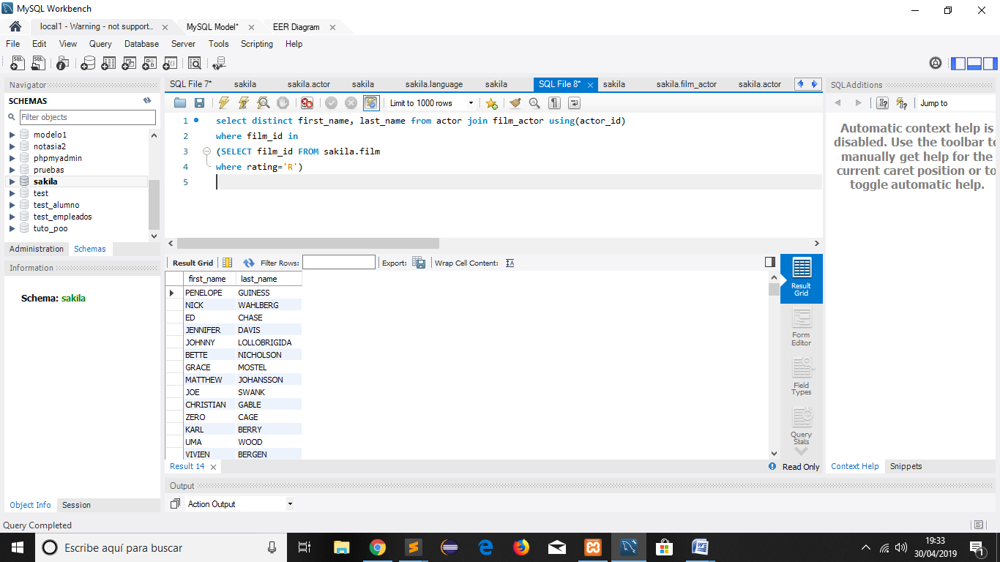 MySQL Workbench
local1 - Warning - not support...
MySQL Model*
EER Diagram
File Edit View Query Database Server Tools Scripting Help
Navigator
SCHEMAS
Filter objects
modelo1
notasia2
phpmyadmin
pruebas
sakila
test
test_alumno
test_empleados
tuto_poo
Administration Schemas
Information
Schema: sakila
Object Info Session
SQL File 7* sakila sakila.actor sakila sakila.language sakila SQL File 8* sakila sakila.film_actor sakila.actor
Limit to 1000 rows
1 select distinct first_name, last_name from actor join film_actor using(actor_id)
2 where film_id in
3 (SELECT film_id FROM sakila.film
4 where rating='R')
5
Result Grid Filter Rows: Export: Wrap Cell Content:
first_name last_name
PENELOPE GUINESS
NICK WAHLBERG
ED CHASE
JENNIFER DAVIS
JOHNNY LOLLOBRIGIDA
BETTE NICHOLSON
GRACE MOSTEL
MATTHEW JOHANSSON
JOE SWANK
CHRISTIAN GABLE
ZERO CAGE
KARL BERRY
UMA WOOD
VIVIEN BERGEN
Result Grid
Form Editor
Field Types
Query Stats
Result 14
Read Only
Output
Action Output
SQLAdditions
Jump to
Automatic context help is
disabled. Use the toolbar to
manually get help for the
current caret position or to
toggle automatic help.
Context Help Snippets
Query Completed
Escribe aquí para buscar
19:33
30/04/2019
1